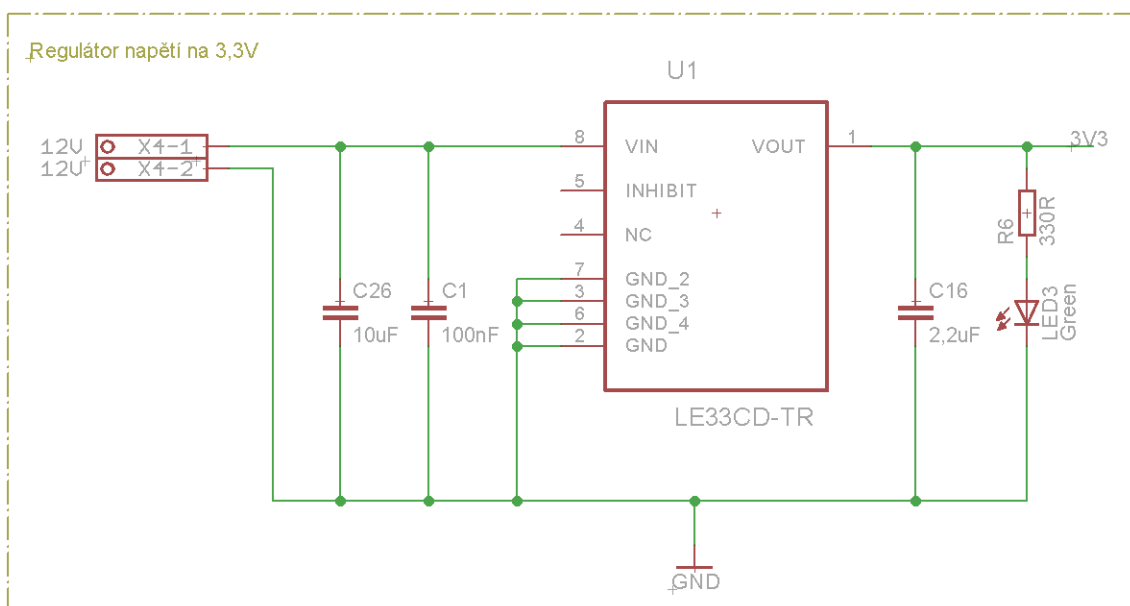 Regulátor napětí na 3,3V
U1
12V X4-1
12V X4-2
8 VIN
5 INHIBIT
4 NC
7 GND_2
3 GND_3
6 GND_4
2 GND
VOUT 1
3V3
R6
330R
C26
10uF
C1
100nF
C16
2,2uF
LED3
Green
LE33CD-TR
GND